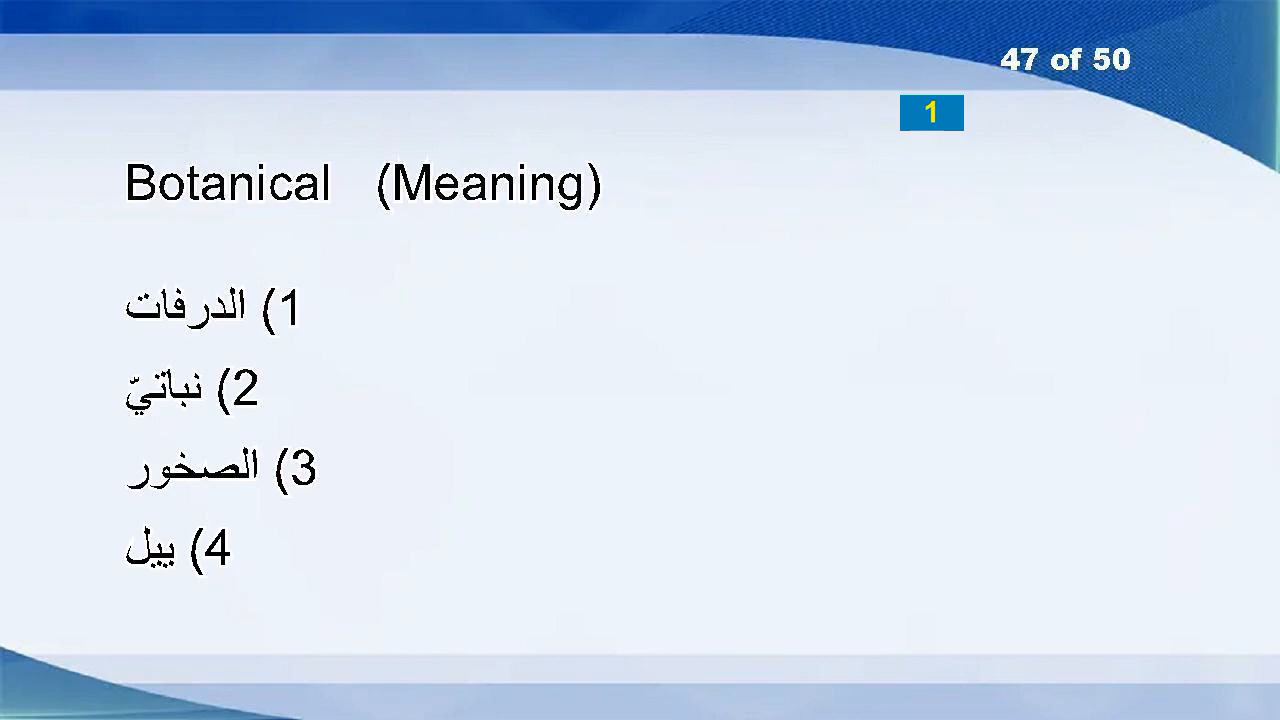 47 of 50
1
Botanical (Meaning)
1) الدرفات
2) نباتيّ
3) الصخور
4) ييل